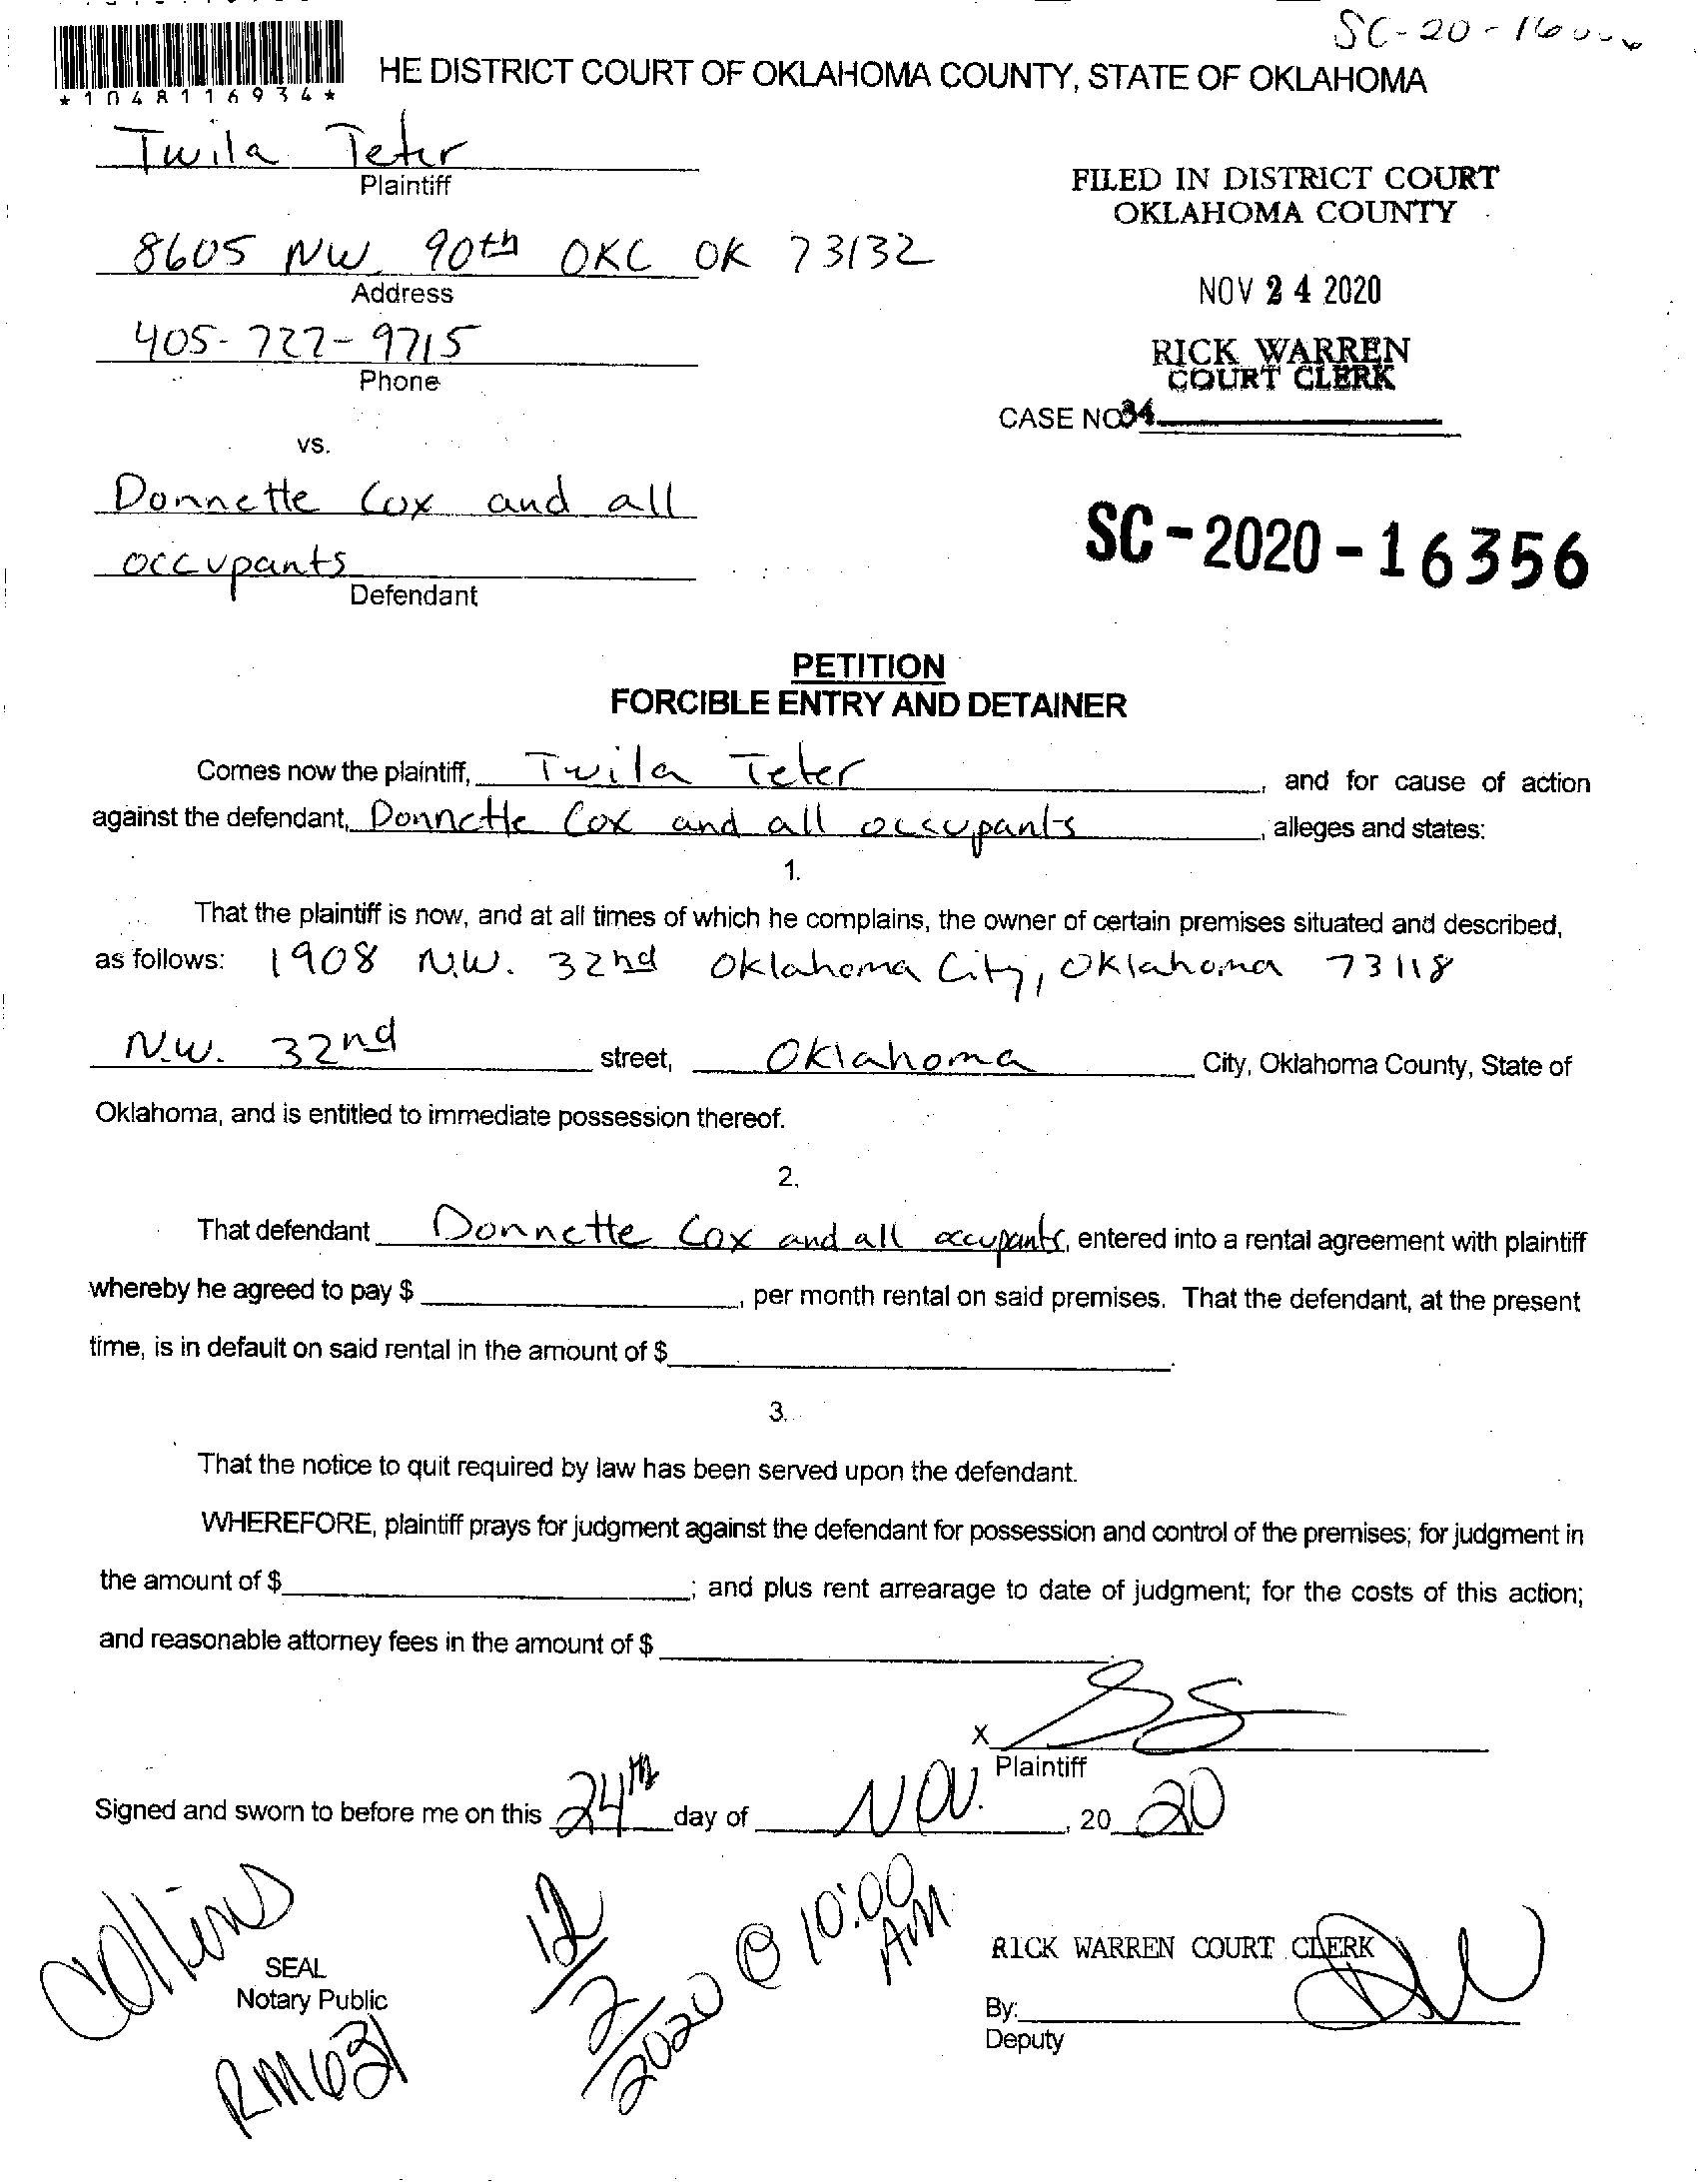 SC-20-16
*1048116934*
HE DISTRICT COURT OF OKLAHOMA COUNTY, STATE OF OKLAHOMA
Twila Teter
Plaintiff
FILED IN DISTRICT COURT
OKLAHOMA COUNTY
8605 NW 90th OKC OK 73132
Address
NOV 24 2020
405-727-9715
Phone
RICK WARREN
COURT CLERK
CASE NO
34
vs.
Donnette Cox and all
occupants
Defendant
SC-2020-16356
PETITION
FORCIBLE ENTRY AND DETAINER
Comes now the plaintiff, Twila Teter, and for cause of action
against the defendant, Donnette Cox and all occupants, alleges and states:
1.
That the plaintiff is now, and at all times of which he complains, the owner of certain premises situated and described,
as follows: 1908 N.W. 32nd Oklahoma City, Oklahoma 73118
N.W. 32nd street, Oklahoma City, Oklahoma County, State of
Oklahoma, and is entitled to immediate possession thereof.
2.
That defendant Donnette Cox and all occupants, entered into a rental agreement with plaintiff
whereby he agreed to pay $ , per month rental on said premises. That the defendant, at the present
time, is in default on said rental in the amount of $ .
3.
That the notice to quit required by law has been served upon the defendant.
WHEREFORE, plaintiff prays for judgment against the defendant for possession and control of the premises; for judgment in
the amount of $ ; and plus rent arrearage to date of judgment; for the costs of this action;
and reasonable attorney fees in the amount of $ .
X
Plaintiff
Signed and sworn to before me on this 24th day of NOV. , 20 20
Collins
12/2/2020 @ 10:00 AM
RICK WARREN COURT CLERK
SEAL
Notary Public
By:
Deputy
RM 631